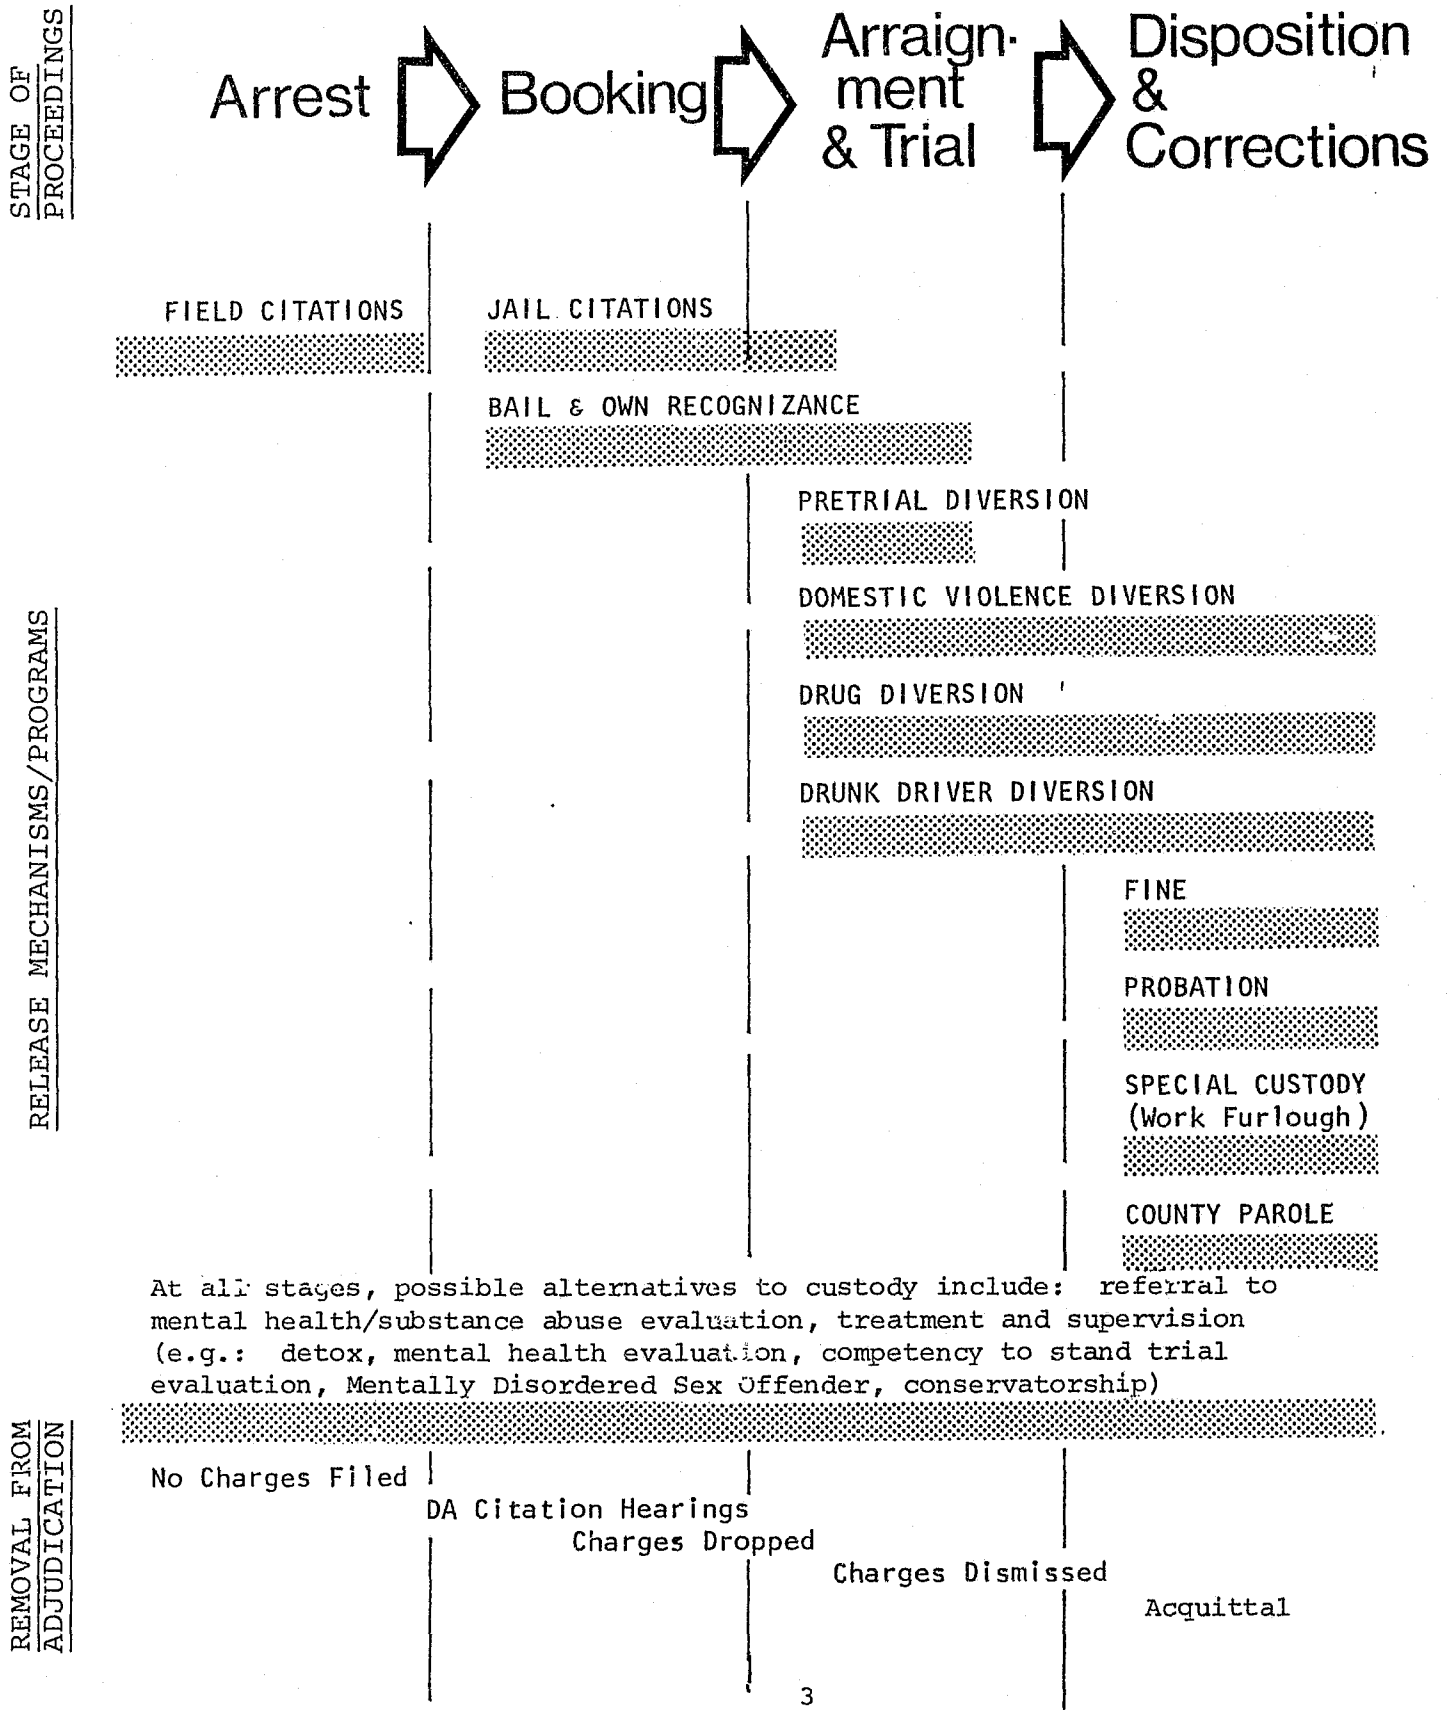 STAGE OF
PROCEEDINGS
Arrest
Booking
Arraign-
ment
& Trial
Disposition
&
Corrections
RELEASE MECHANISMS/PROGRAMS
FIELD CITATIONS
JAIL CITATIONS
BAIL & OWN RECOGNIZANCE
PRETRIAL DIVERSION
DOMESTIC VIOLENCE DIVERSION
DRUG DIVERSION
DRUNK DRIVER DIVERSION
FINE
PROBATION
SPECIAL CUSTODY
(Work Furlough)
COUNTY PAROLE
At all stages, possible alternatives to custody include: referral to
mental health/substance abuse evaluation, treatment and supervision
(e.g.: detox, mental health evaluation, competency to stand trial
evaluation, Mentally Disordered Sex Offender, conservatorship)
REMOVAL FROM
ADJUDICATION
No Charges Filed
DA Citation Hearings
Charges Dropped
Charges Dismissed
Acquittal
3